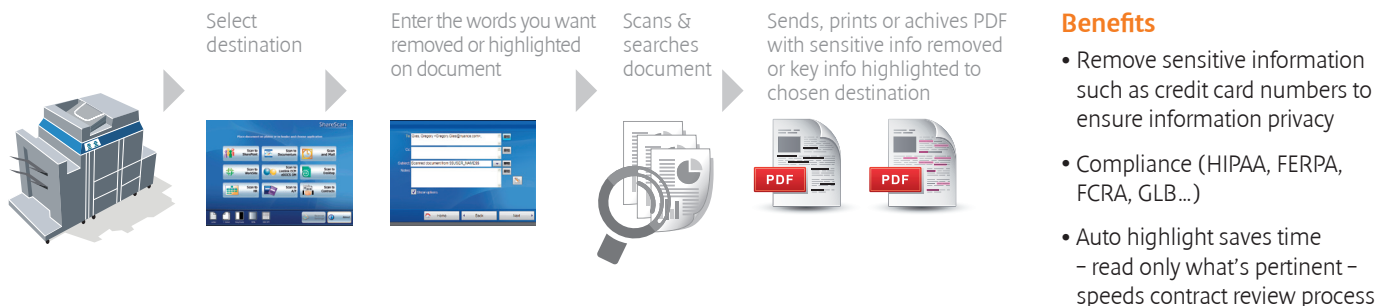 Select
destination
Enter the words you want
removed or highlighted
on document
Scans &
searches
document
Sends, prints or achives PDF
with sensitive info removed
or key info highlighted to
chosen destination
ShareScan
Home
Back
PDF
PDF
Benefits
• Remove sensitive information
such as credit card numbers to
ensure information privacy
• Compliance (HIPAA, FERPA,
FCRA, GLB...)
• Auto highlight saves time
– read only what's pertinent –
speeds contract review process